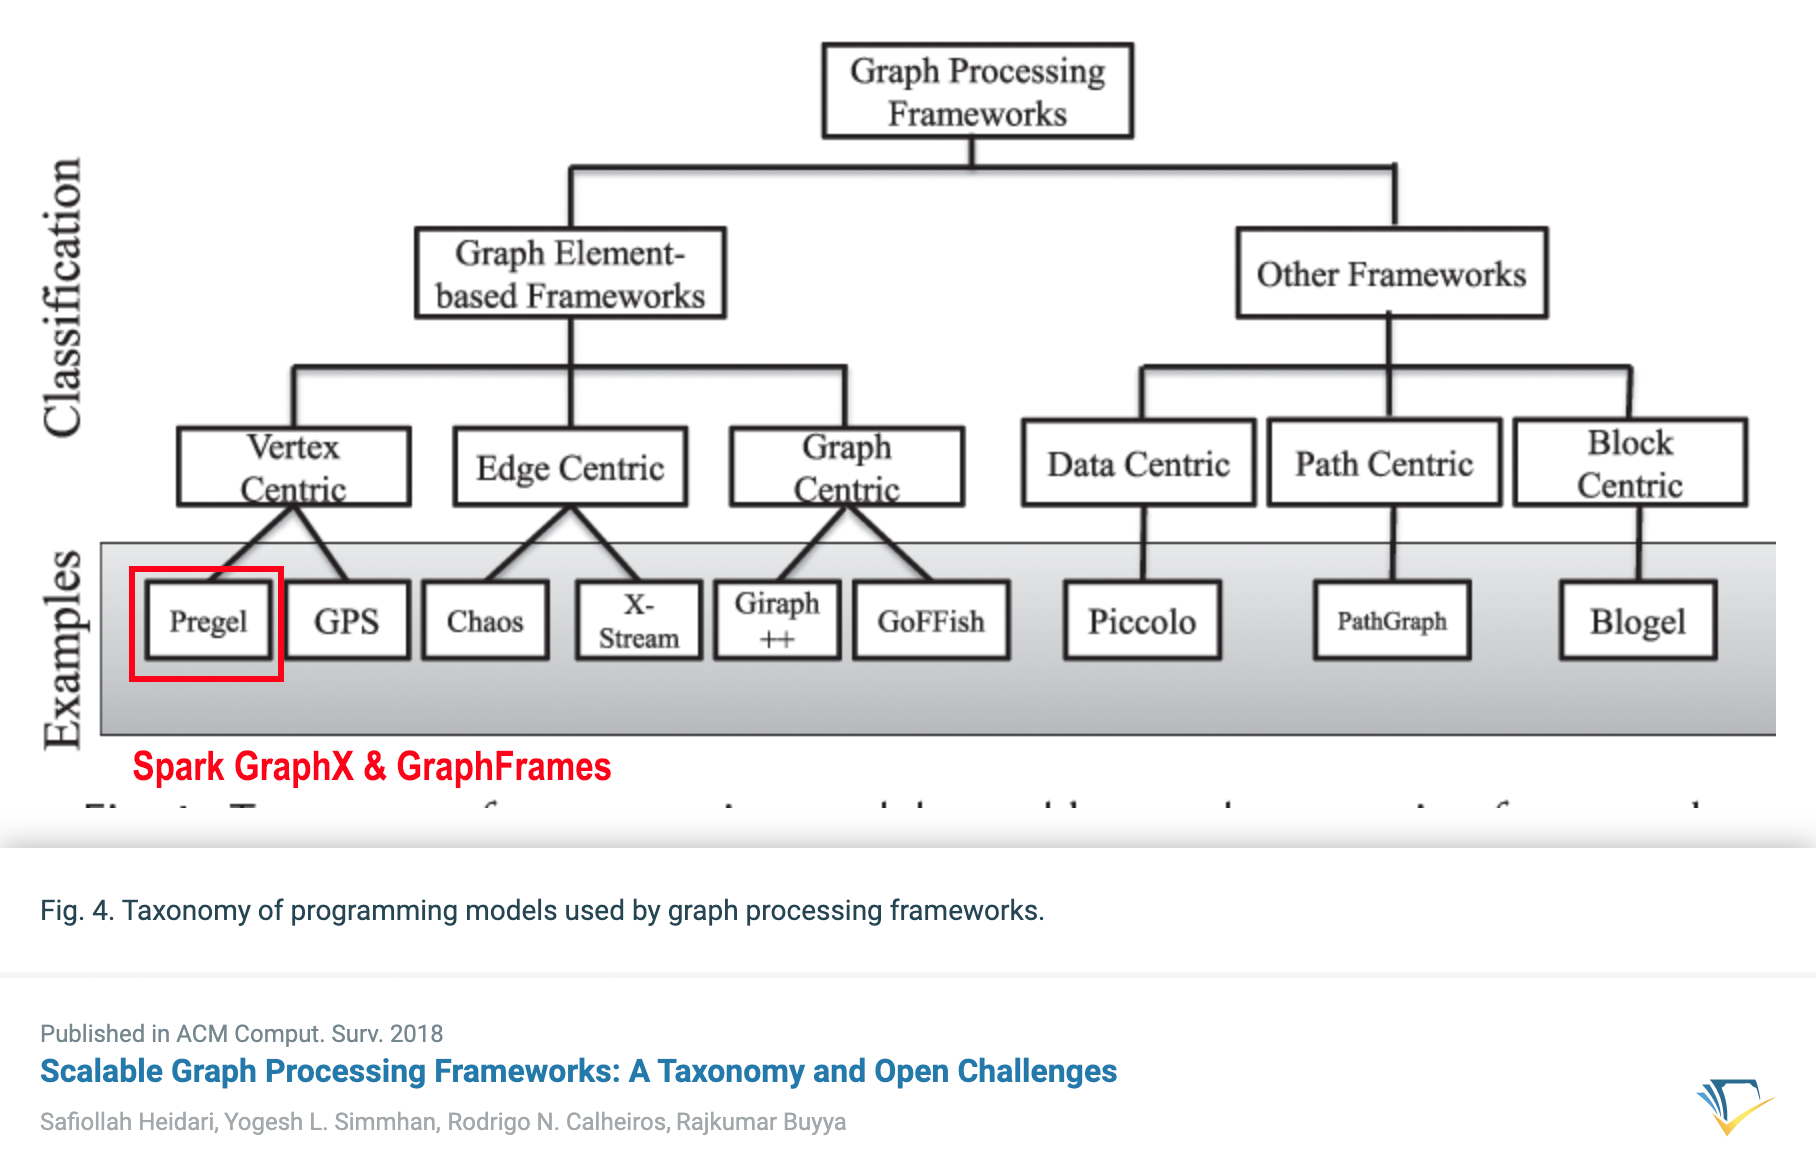 Graph Processing
Frameworks
Classification
Graph Element-
based Frameworks
Other Frameworks
Vertex
Centric
Edge Centric
Graph
Centric
Data Centric
Path Centric
Block
Centric
Examples
Pregel
GPS
Chaos
X-
Stream
Giraph
++
GoFFish
Piccolo
PathGraph
Blogel
Spark GraphX & GraphFrames
Fig. 4. Taxonomy of programming models used by graph processing frameworks.
Published in ACM Comput. Surv. 2018
Scalable Graph Processing Frameworks: A Taxonomy and Open Challenges
Safiollah Heidari, Yogesh L. Simmhan, Rodrigo N. Calheiros, Rajkumar Buyya